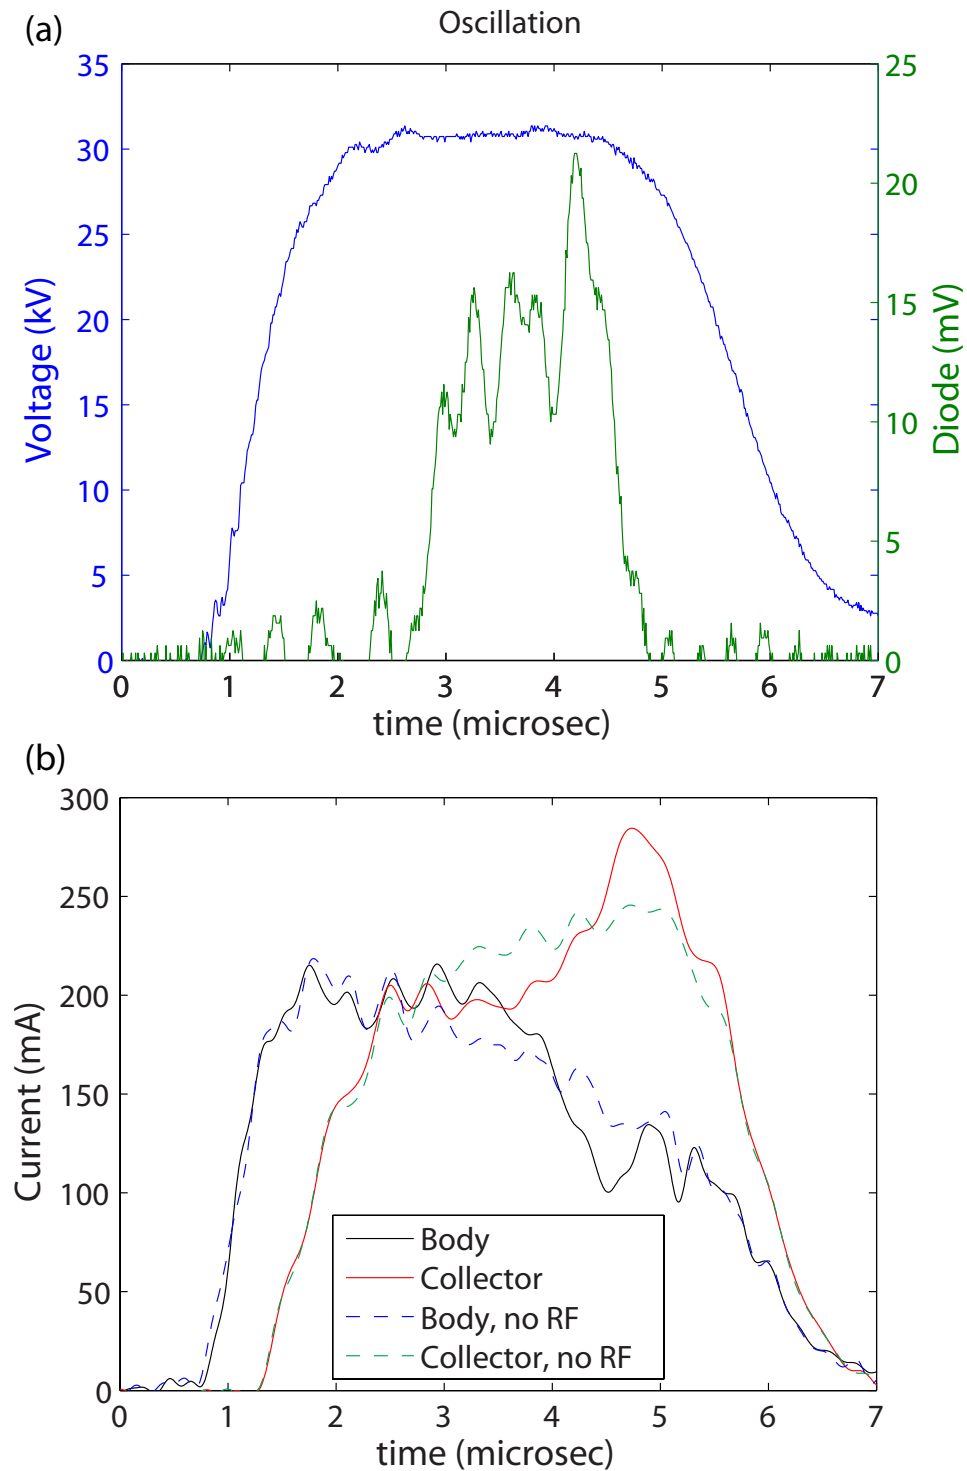 (a)
Oscillation
35
30
25
20
15
10
5
0
Voltage (kV)
25
20
15
10
5
0
Diode (mV)
0 1 2 3 4 5 6 7
time (microsec)
(b)
300
250
200
150
100
50
0
Current (mA)
Body
Collector
Body, no RF
Collector, no RF
0 1 2 3 4 5 6 7
time (microsec)